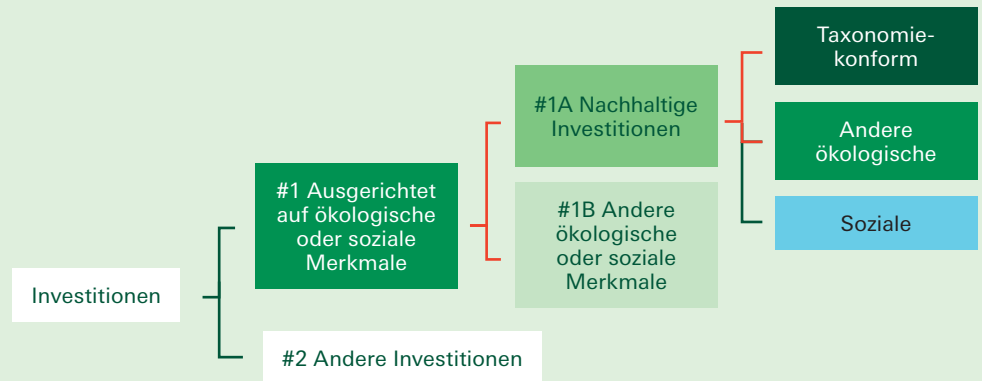 Taxonomie-
konform
#1A Nachhaltige
Investitionen
Andere
ökologische
#1 Ausgerichtet
auf ökologische
oder soziale
Merkmale
#1B Andere
ökologische
oder soziale
Merkmale
Soziale
Investitionen
#2 Andere Investitionen